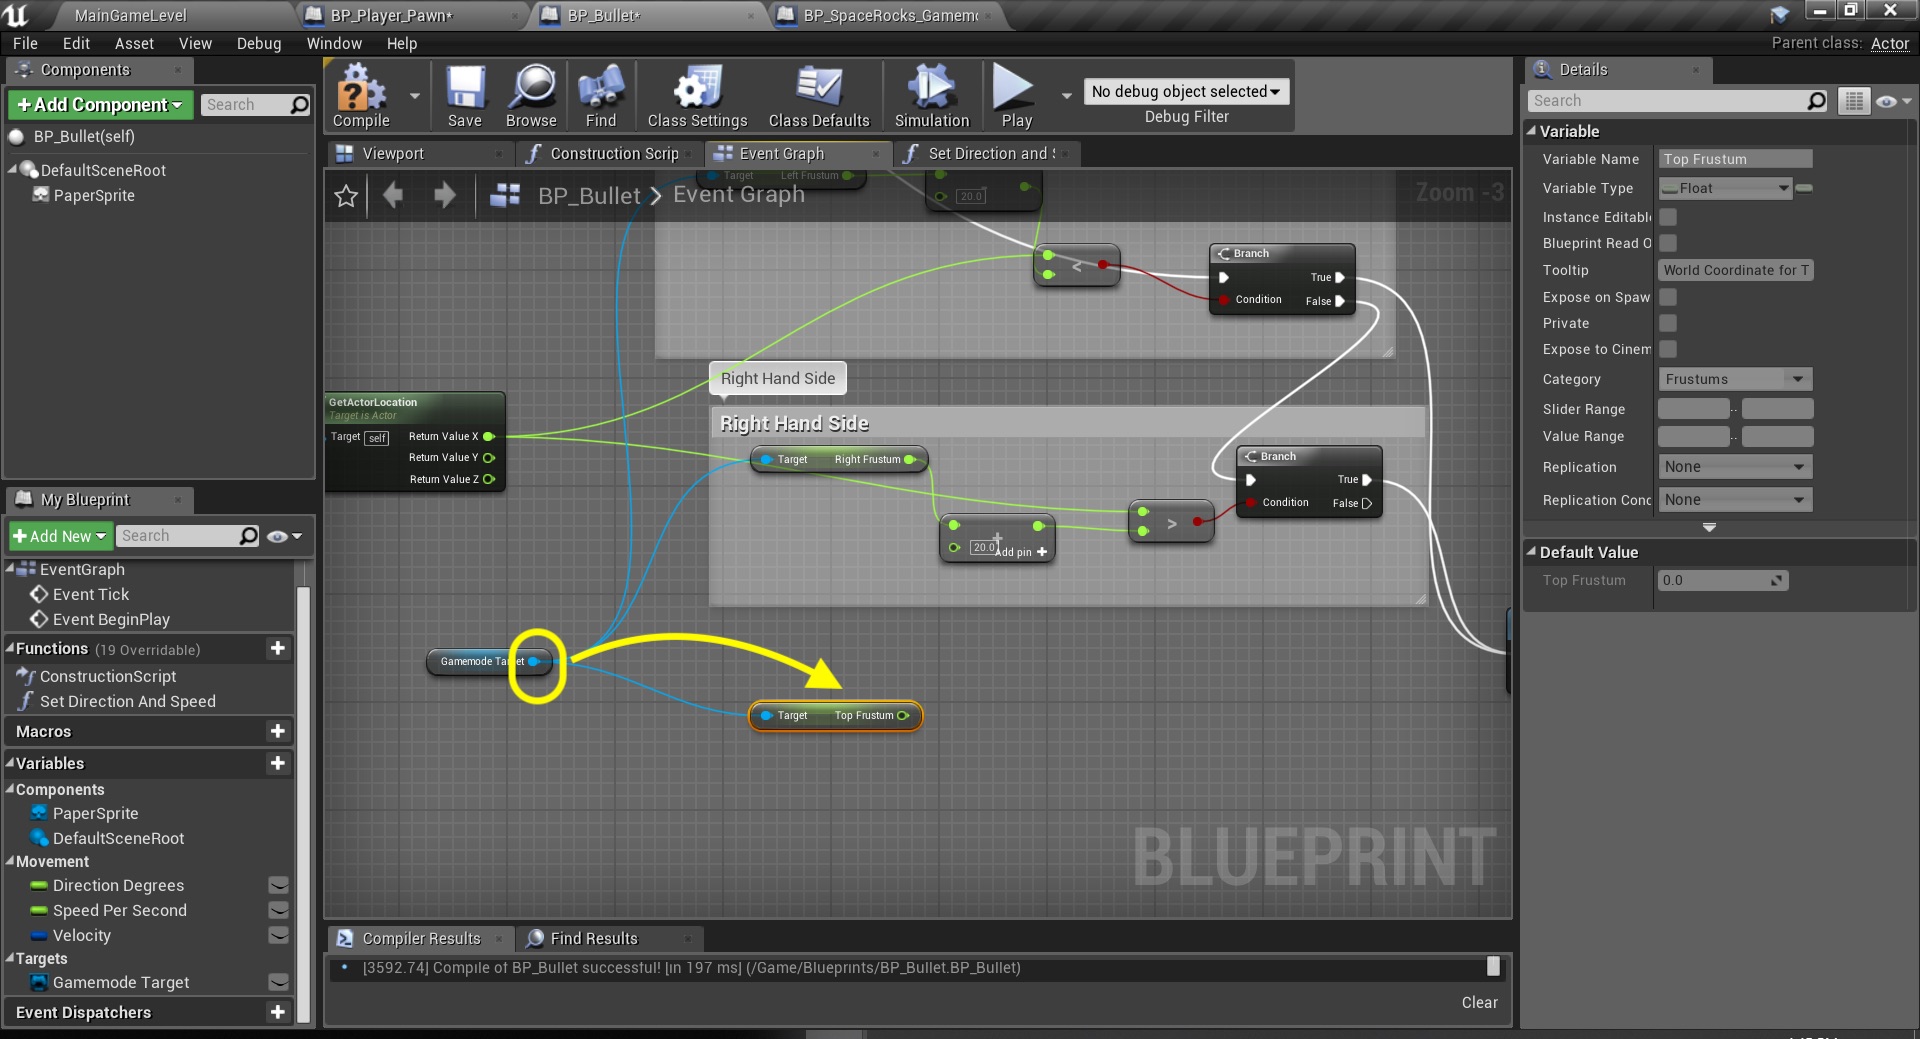 MainGameLevel
BP_Player_Pawn*
BP_Bullet*
BP_SpaceRocks_Gamem
File Edit Asset View Debug Window Help
Parent class: Actor
Components
+Add Component
Search
BP_Bullet(self)
DefaultSceneRoot
PaperSprite
My Blueprint
+Add New
Search
EventGraph
Event Tick
Event BeginPlay
Functions (19 Overridable)
ConstructionScript
Set Direction And Speed
Macros
Variables
Components
PaperSprite
DefaultSceneRoot
Movement
Direction Degrees
Speed Per Second
Velocity
Targets
Gamemode Target
Event Dispatchers
Compile
Save
Browse
Find
Class Settings
Class Defaults
Simulation
Play
No debug object selected
Debug Filter
Viewport
Construction Scrip
Event Graph
Set Direction and
BP_Bullet > Event Graph
Zoom -3
Target Left Frustum
20.0
<
Branch
True
Condition False
Right Hand Side
Right Hand Side
GetActorLocation
Target is Actor
Target self Return Value X
Return Value Y
Return Value Z
Target Right Frustum
Branch
True
Condition False
+
20.0
Add pin +
>
Gamemode Target
Target Top Frustum
BLUEPRINT
Compiler Results
Find Results
[3592.74] Compile of BP_Bullet successful! [in 197 ms] (/Game/Blueprints/BP_Bullet.BP_Bullet)
Clear
Details
Search
Variable
Variable Name Top Frustum
Variable Type Float
Instance Editabl
Blueprint Read O
Tooltip World Coordinate for T
Expose on Spaw
Private
Expose to Cinem
Category Frustums
Slider Range ..
Value Range ..
Replication None
Replication Conc None
Default Value
Top Frustum 0.0